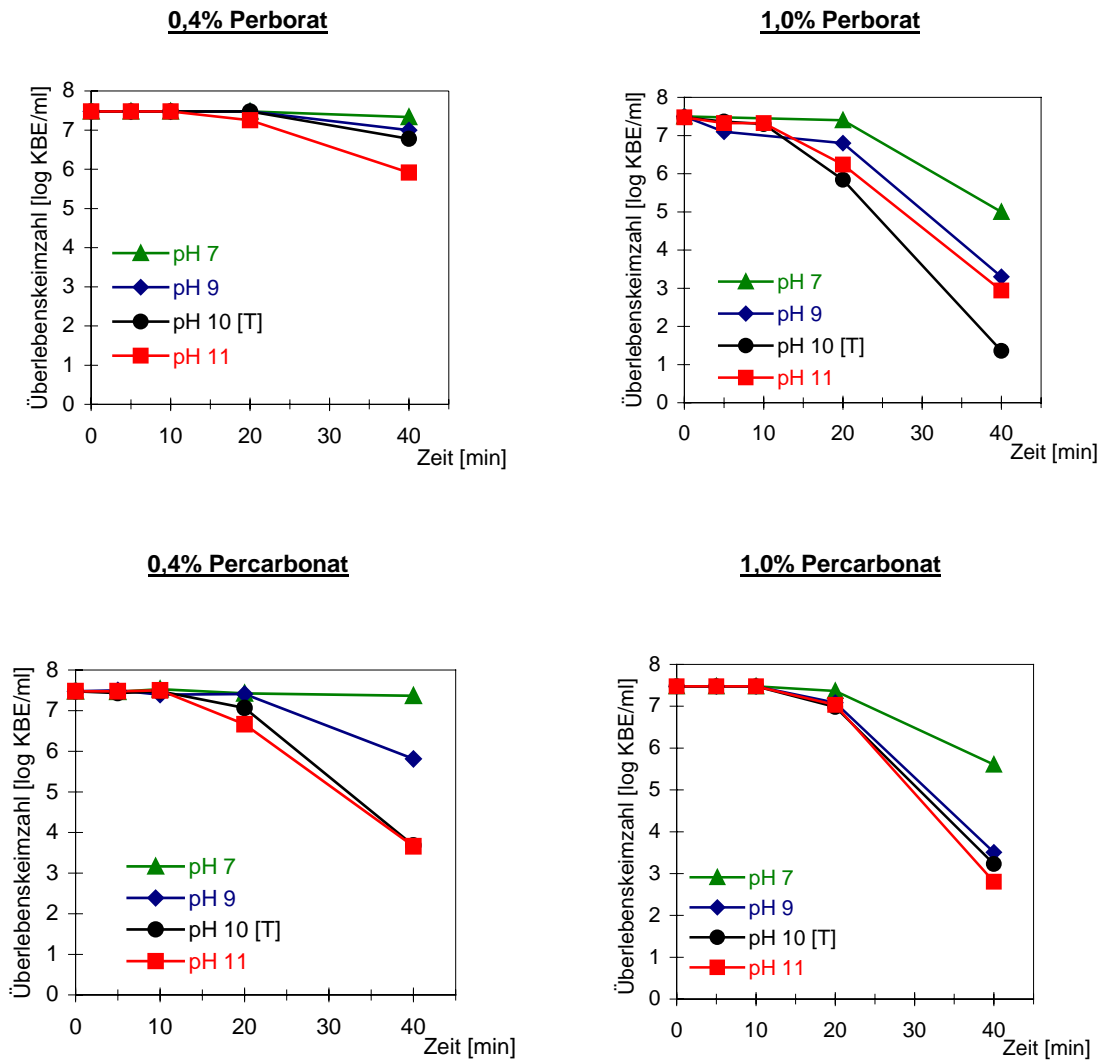 0,4% Perborat
Überlebenskeimzahl [log KBE/ml]
8
7
6
5
4
3
2
1
0
pH 7
pH 9
pH 10 [T]
pH 11
0 10 20 30 40
Zeit [min]
1,0% Perborat
Überlebenskeimzahl [log KBE/ml]
8
7
6
5
4
3
2
1
0
pH 7
pH 9
pH 10 [T]
pH 11
0 10 20 30 40
Zeit [min]
0,4% Percarbonat
Überlebenskeimzahl [log KBE/ml]
8
7
6
5
4
3
2
1
0
pH 7
pH 9
pH 10 [T]
pH 11
0 10 20 30 40
Zeit [min]
1,0% Percarbonat
Überlebenskeimzahl [log KBE/ml]
8
7
6
5
4
3
2
1
0
pH 7
pH 9
pH 10 [T]
pH 11
0 10 20 30 40
Zeit [min]